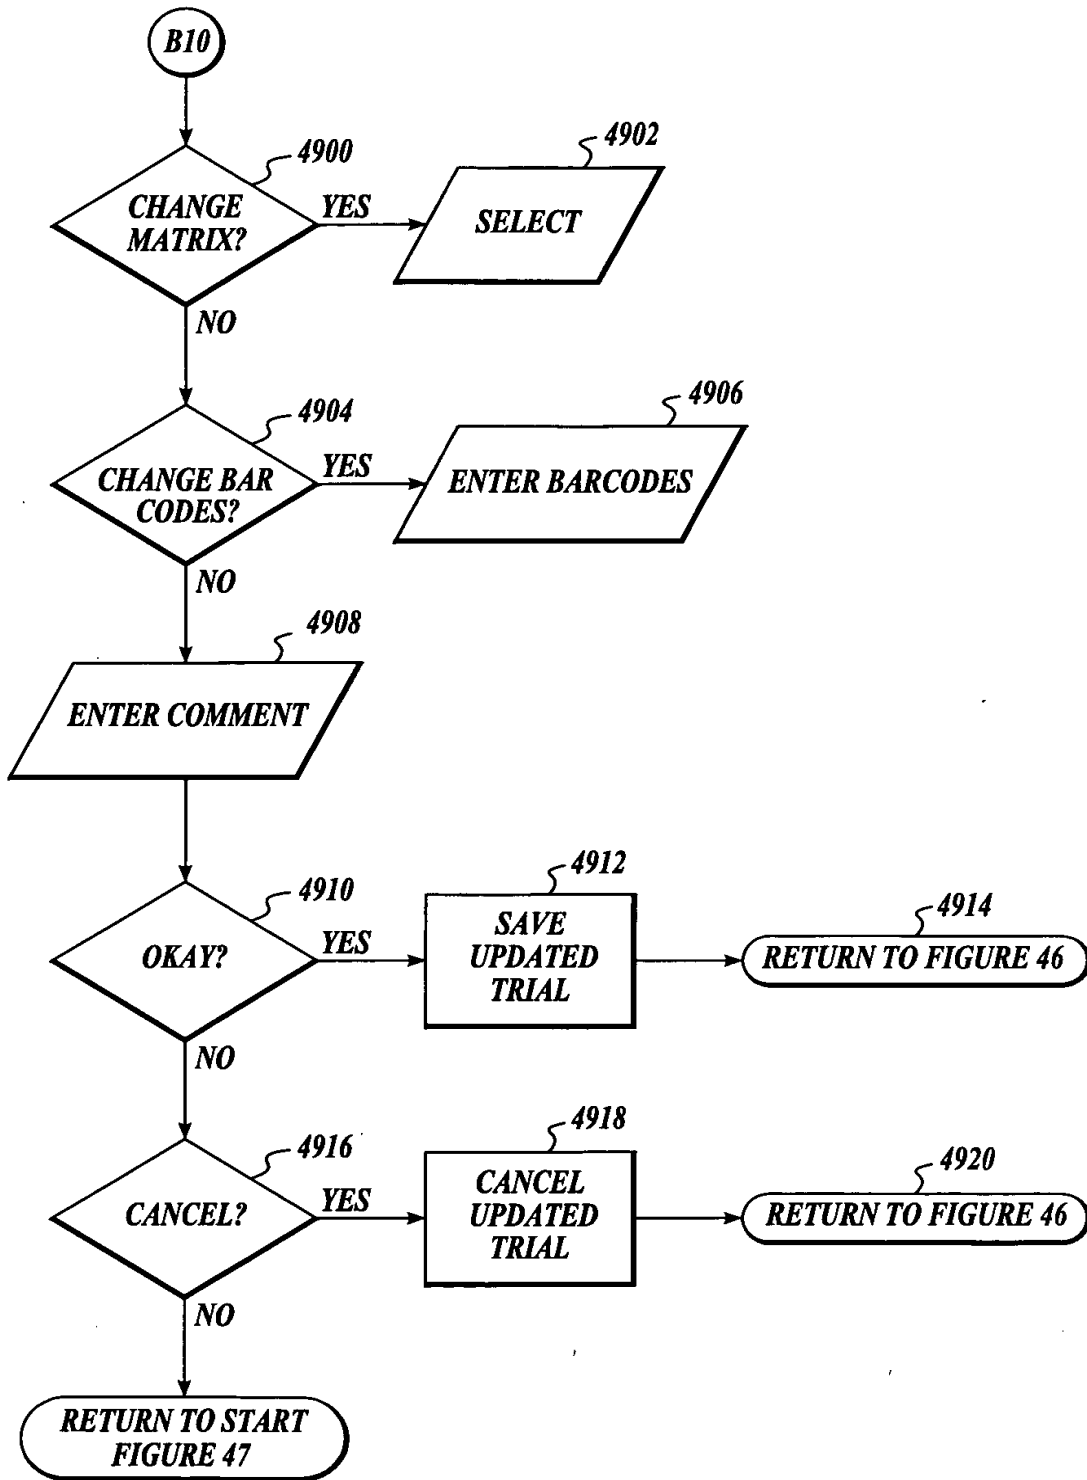 B10
4900
CHANGE
MATRIX?
YES
4902
SELECT
NO
4904
CHANGE BAR
CODES?
YES
4906
ENTER BARCODES
NO
4908
ENTER COMMENT
4910
OKAY?
YES
4912
SAVE
UPDATED
TRIAL
4914
RETURN TO FIGURE 46
NO
4916
CANCEL?
YES
4918
CANCEL
UPDATED
TRIAL
4920
RETURN TO FIGURE 46
NO
RETURN TO START
FIGURE 47